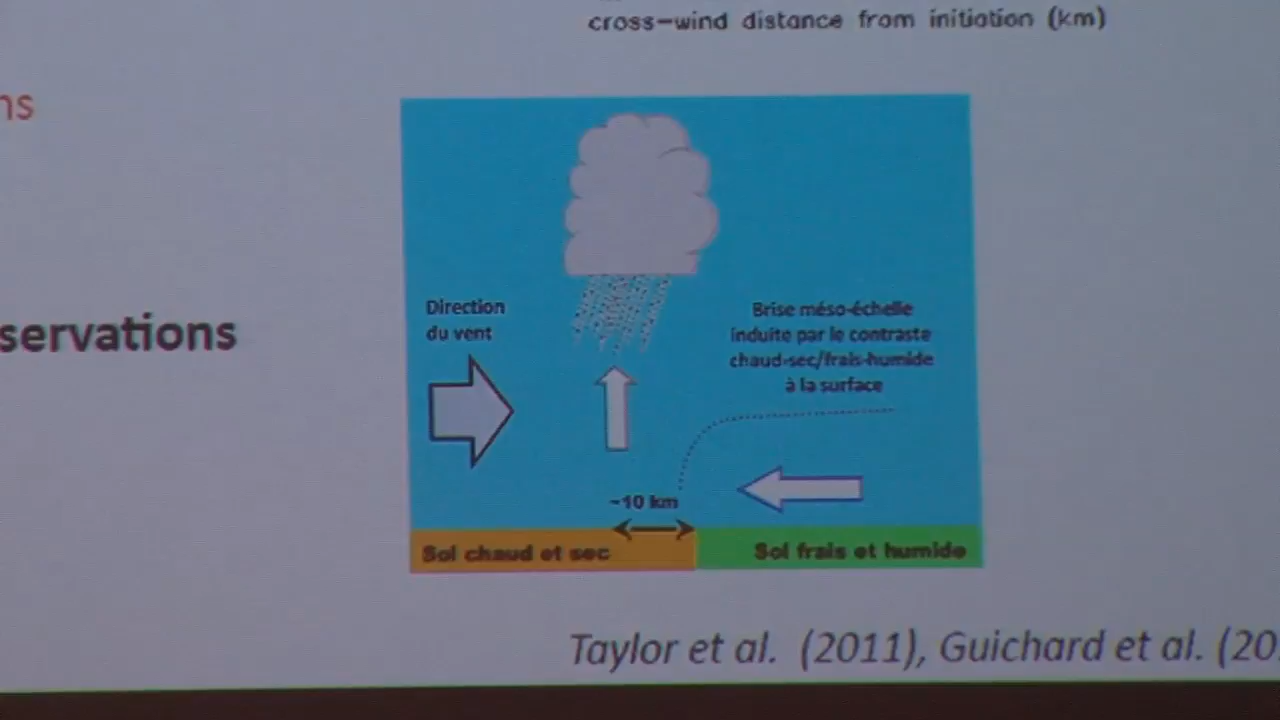 cross-wind distance from initiation (km)
ns
servations
Direction
du vent
Brise méso-échelle
induite par le contraste
chaud-sec/frais-humide
à la surface
~10 km
Sol chaud et sec
Sol frais et humide
Taylor et al. (2011), Guichard et al. (20